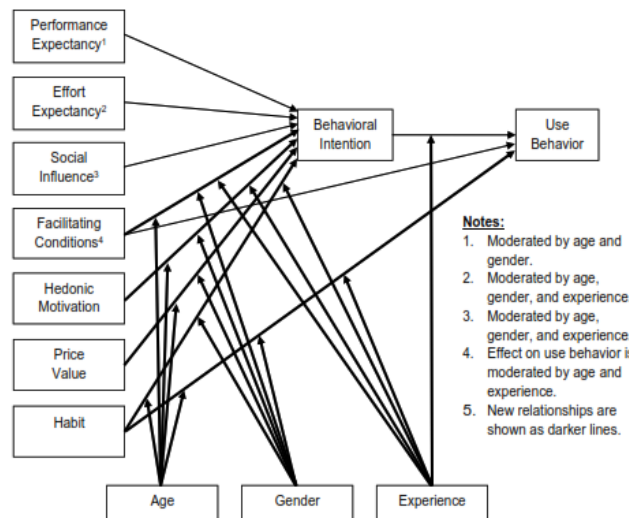 Performance
Expectancy¹
Effort
Expectancy²
Social
Influence³
Facilitating
Conditions⁴
Hedonic
Motivation
Price
Value
Habit
Behavioral
Intention
Use
Behavior
Notes:
1. Moderated by age and
gender.
2. Moderated by age,
gender, and experience
3. Moderated by age,
gender, and experience
4. Effect on use behavior is
moderated by age and
experience.
5. New relationships are
shown as darker lines.
Age
Gender
Experience